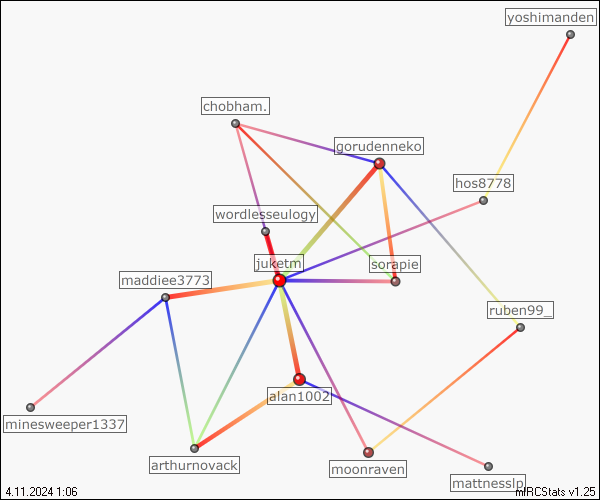 yoshimanden
chobham.
gorudenneko
hos8778
wordlesseulogy
juketm
sorapie
maddiee3773
ruben99_
alan1002
minesweeper1337
arthurnovack
moonraven
mattnesslp
4.11.2024 1:06
mIRCStats v1.25